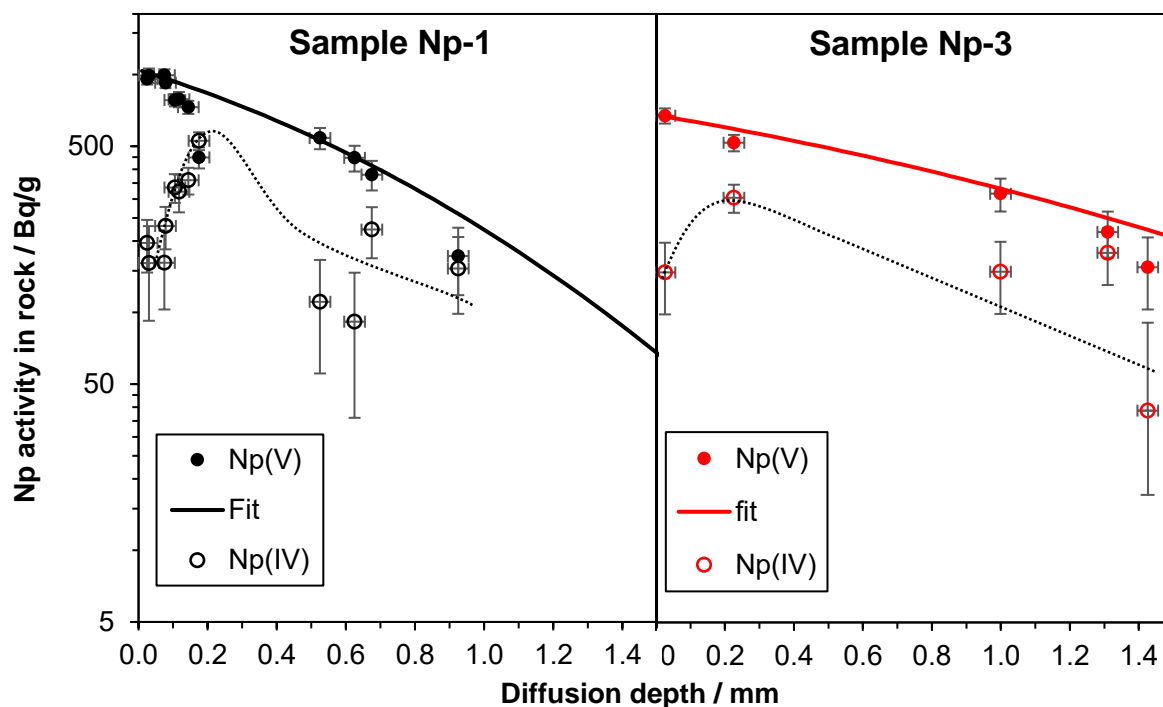 Sample Np-1
Sample Np-3
Np activity in rock / Bq/g
500
50
5
Np(V)
Fit
Np(IV)
Np(V)
fit
Np(IV)
0.0 0.2 0.4 0.6 0.8 1.0 1.2 1.4
.0 0.2 0.4 0.6 0.8 1.0 1.2 1.4
Diffusion depth / mm